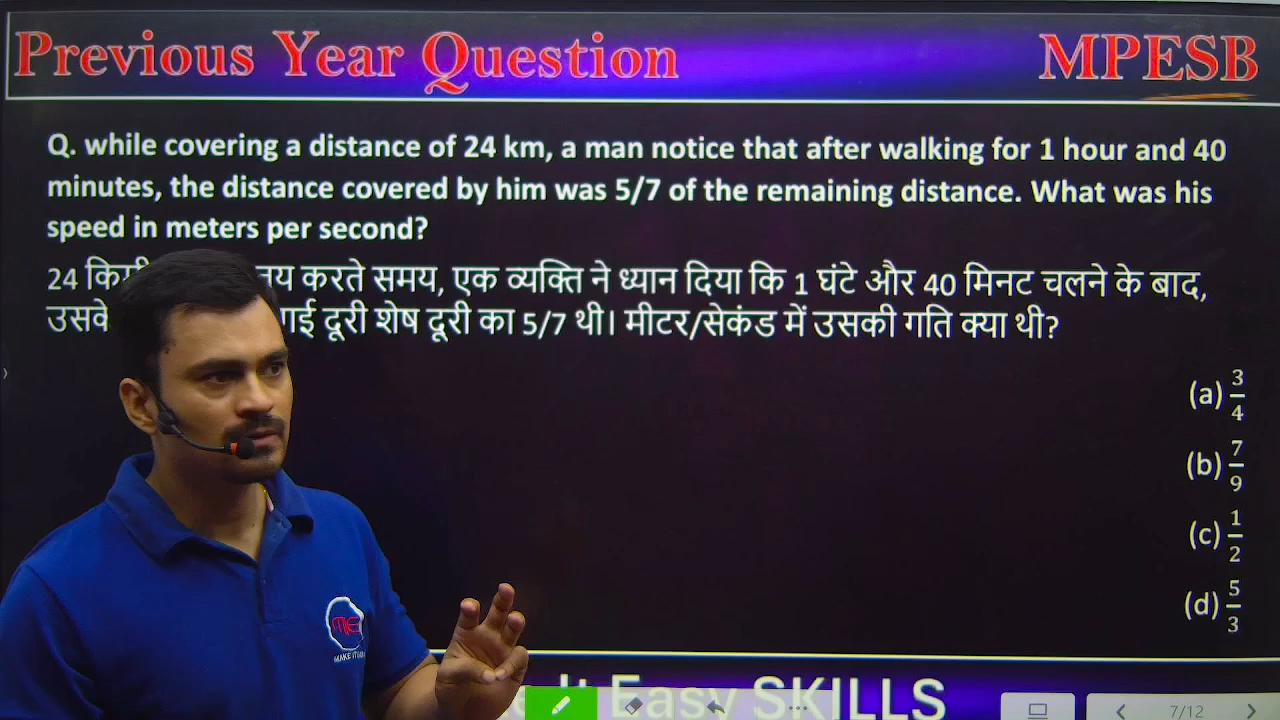 Previous Year Question MPESB
Q. while covering a distance of 24 km, a man notice that after walking for 1 hour and 40
minutes, the distance covered by him was 5/7 of the remaining distance. What was his
speed in meters per second?
24 तय करते समय, एक व्यक्ति ने ध्यान दिया कि 1 घंटे और 40 मिनट चलने के बाद,
दूरी शेष दूरी का 5/7 थी। मीटर/सेकंड में उसकी गति क्या थी?
(a) 3/4
(b) 7/9
(c) 1/2
(d) 5/3
Easy SKILLS
7/12